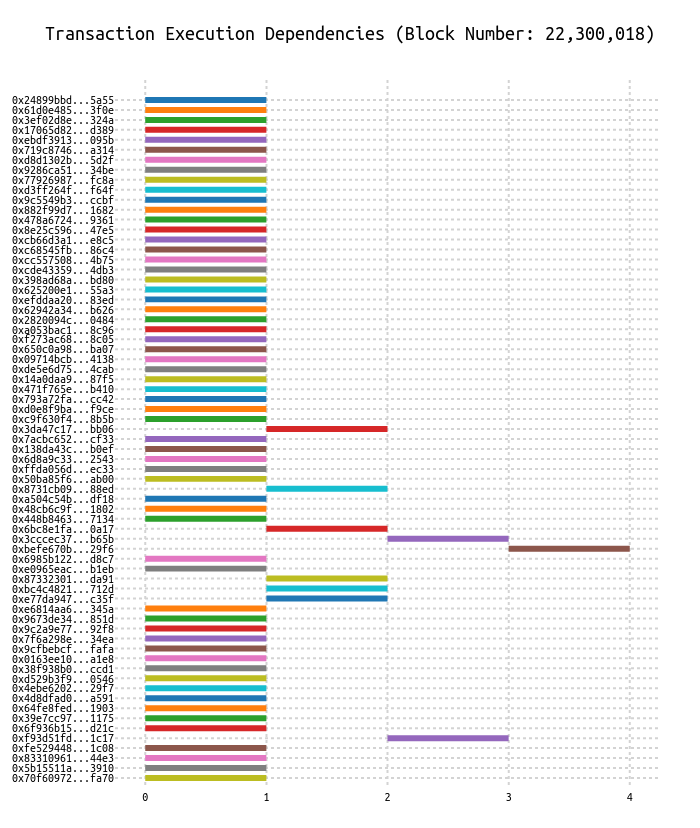 Transaction Execution Dependencies (Block Number: 22,300,018)
0x24899bbd...5a55
0x61d0e485...3f0e
0x3ef02d8e...324a
0x17065d82...d389
0xebdf3913...095b
0x719c8746...a314
0xd8d1302b...5d2f
0x9286ca51...34be
0x77926987...fc8a
0xd3ff264f...f64f
0x9c5549b3...ccbf
0x882f99d7...1682
0x478a6724...9361
0x8e25c596...47e5
0xcb66d3a1...e8c5
0xc68545fb...86c4
0xcc557508...4b75
0xcde43359...4db3
0x398ad68a...bd80
0x625200e1...55a3
0xefddaa20...83ed
0x62942a34...b626
0x2820094c...0484
0xa053bac1...8c96
0xf273ac68...8c05
0x650c0a98...ba07
0x09714bcb...4138
0xde5e6d75...4cab
0x14a0daa9...87f5
0x471f765e...b410
0x793a72fa...cc42
0xd0e8f9ba...f9ce
0xc9f630f4...8b5b
0x3da47c17...bb06
0x7acbc652...cf33
0x138da43c...b0ef
0x6d8a9c33...2543
0xffda056d...ec33
0x50ba85f6...ab00
0x8731cb09...88ed
0xa504c54b...df18
0x48cb6c9f...1802
0x448b8463...7134
0x6bc8e1fa...0a17
0x3cccec37...b65b
0xbefe670b...29f6
0x6985b122...d8c7
0xe0965eac...b1eb
0x87332301...da91
0xbc4c4821...712d
0xe77da947...c35f
0xe6814aa6...345a
0x9673de34...851d
0x9c2a9e77...92f8
0x7f6a298e...34ea
0x9cfbebcf...fafa
0x0163ee10...a1e8
0x38f938b0...ccd1
0xd529b3f9...0546
0x4ebe6202...29f7
0x4d8dfad0...a591
0x64fe8fed...1903
0x39e7cc97...1175
0x6f936b15...d21c
0xf93d51fd...1c17
0xfe529448...1c08
0x83310961...44e3
0x5b15511a...3910
0x70f60972...fa70
0 1 2 3 4